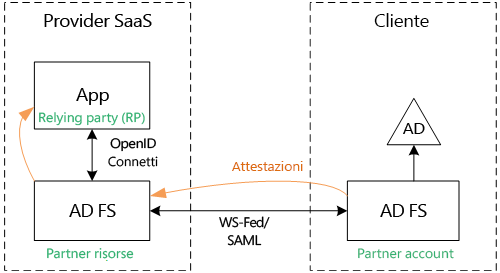 Provider SaaS
Cliente
App
Relying party (RP)
AD
OpenID
Connetti
Attestazioni
AD FS
WS-Fed/
SAML
AD FS
Partner risorse
Partner account